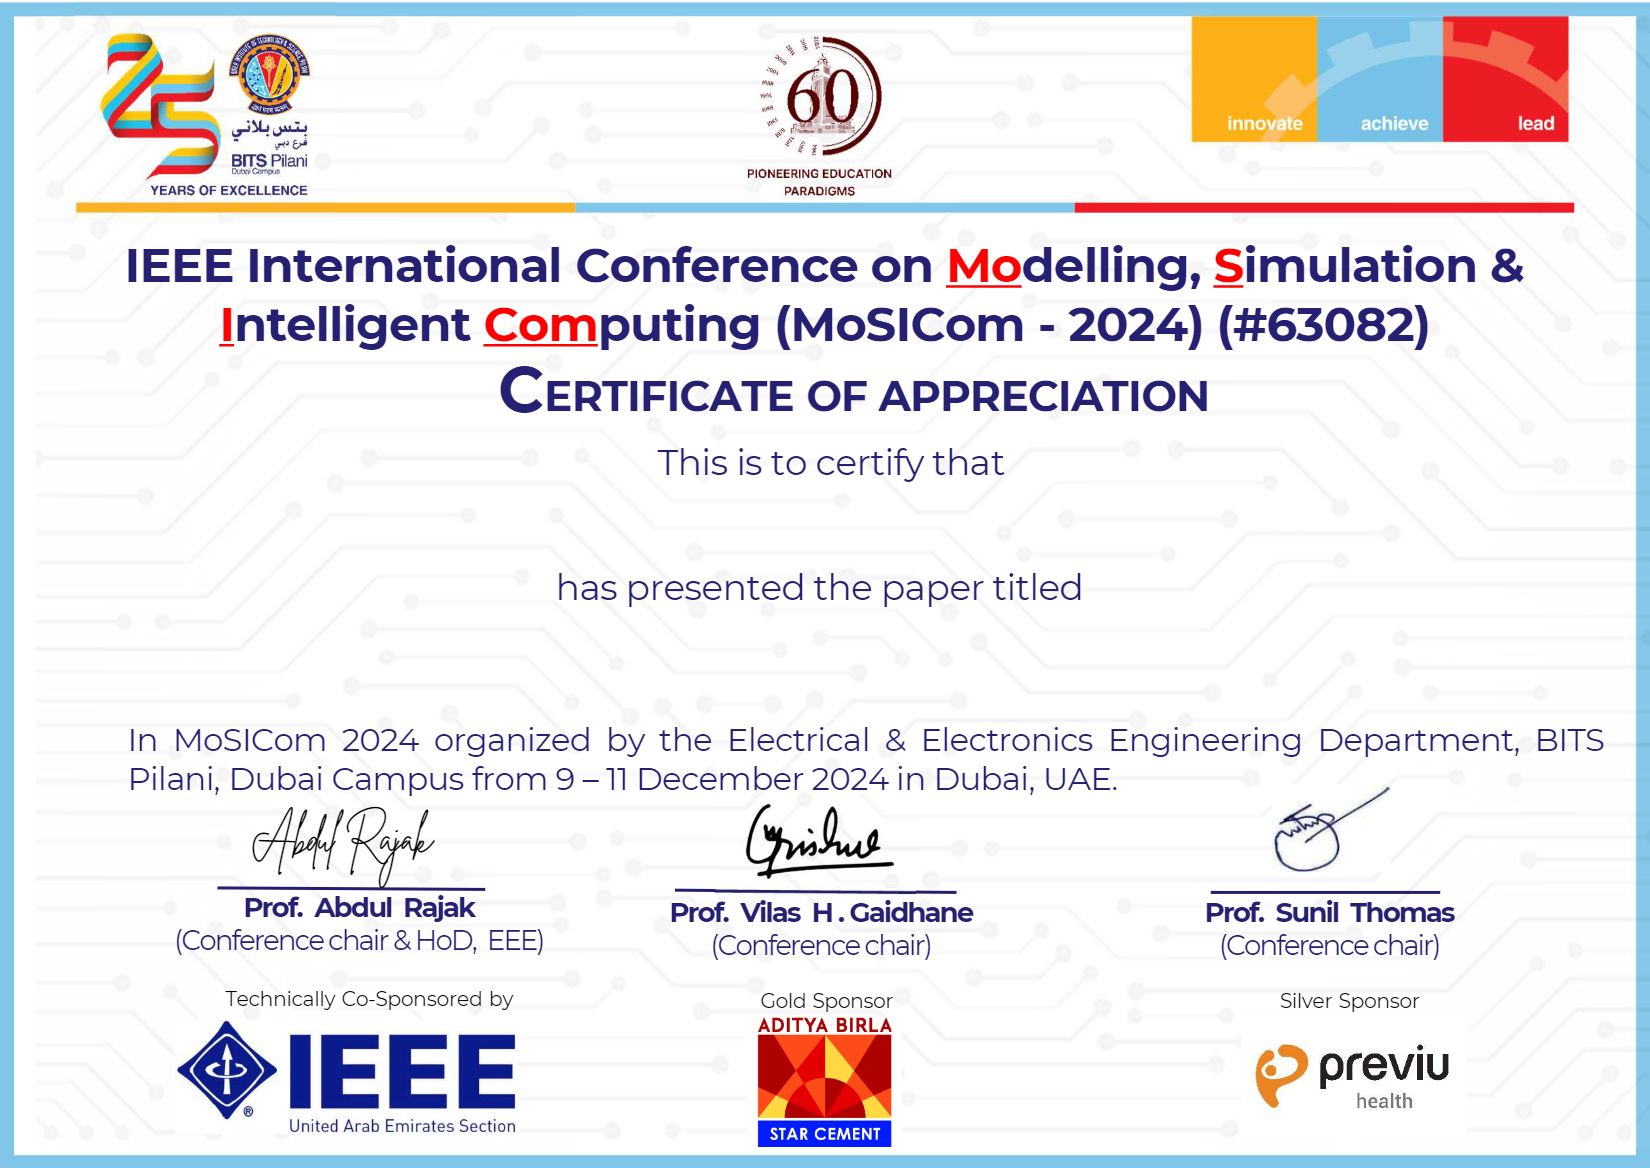 بتس بلاني
فرع دبي
BITS Pilani
Dubai Campus
YEARS OF EXCELLENCE
60
PIONEERING EDUCATION
PARADIGMS
innovate achieve lead
IEEE International Conference on Modelling, Simulation &
Intelligent Computing (MoSICom - 2024) (#63082)
CERTIFICATE OF APPRECIATION
This is to certify that
has presented the paper titled
In MoSICom 2024 organized by the Electrical & Electronics Engineering Department, BITS
Pilani, Dubai Campus from 9 – 11 December 2024 in Dubai, UAE.
Abdul Rajak
Prof. Abdul Rajak
(Conference chair & HoD, EEE)
Prof. Vilas H. Gaidhane
(Conference chair)
Prof. Sunil Thomas
(Conference chair)
Technically Co-Sponsored by
IEEE
®
United Arab Emirates Section
Gold Sponsor
ADITYA BIRLA
STAR CEMENT
Silver Sponsor
previu
health